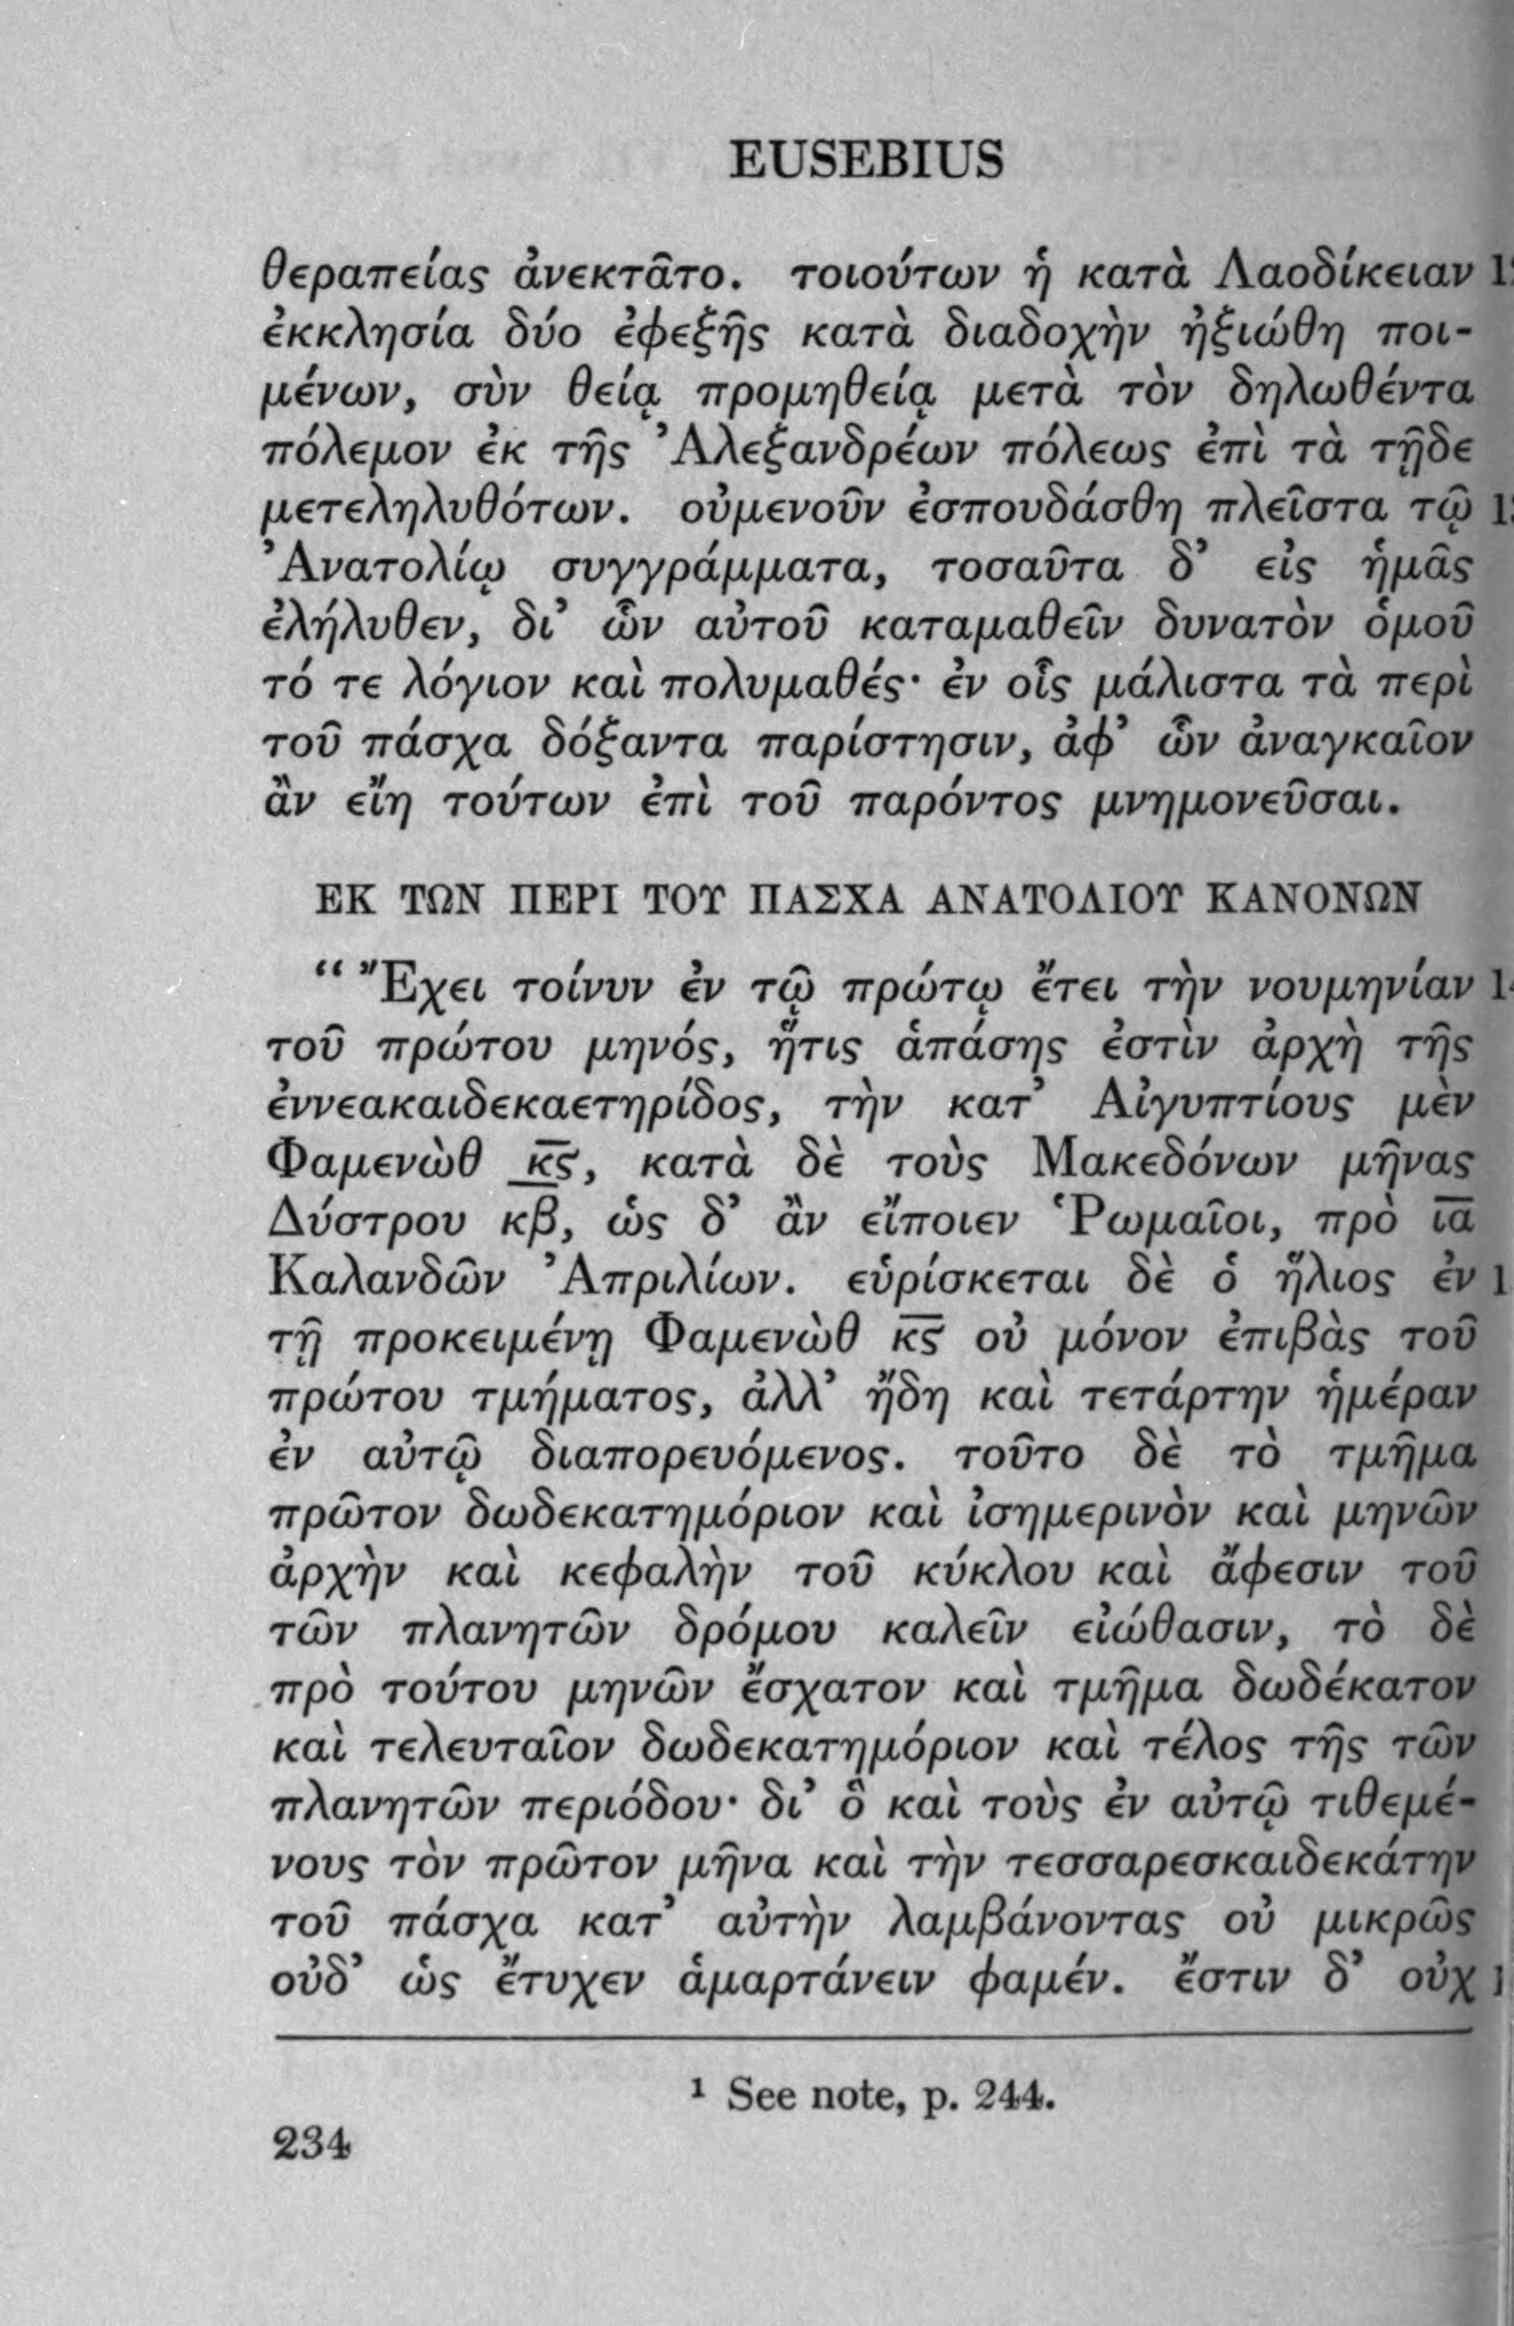 EUSEBIUS
θεραπείας ἀνεκτᾶτο. τοιούτων ἡ κατὰ Λαοδίκειαν
ἐκκλησία δύο ἐφεξῆς κατὰ διαδοχὴν ἠξιώθη ποι-
μένων, σὺν θείᾳ προμηθείᾳ μετὰ τὸν δηλωθέντα
πόλεμον ἐκ τῆς Ἀλεξανδρέων πόλεως ἐπὶ τὰ τῇδε
μετεληλυθότων. οὐμενοῦν ἐσπουδάσθη πλεῖστα τῷ
Ἀνατολίῳ συγγράμματα, τοσαῦτα δ’ εἰς ἡμᾶς
ἐλήλυθεν, δι’ ὧν αὐτοῦ καταμαθεῖν δυνατὸν ὁμοῦ
τό τε λόγιον καὶ πολυμαθές· ἐν οἷς μάλιστα τὰ περὶ
τοῦ πάσχα δόξαντα παρίστησιν, ἀφ’ ὧν ἀναγκαῖον
ἂν εἴη τούτων ἐπὶ τοῦ παρόντος μνημονεῦσαι.
ΕΚ ΤΩΝ ΠΕΡΙ ΤΟΥ ΠΑΣΧΑ ΑΝΑΤΟΛΙΟΥ ΚΑΝΟΝΩΝ
“Ἔχει τοίνυν ἐν τῷ πρώτῳ ἔτει τὴν νουμηνίαν
τοῦ πρώτου μηνός, ἥτις ἁπάσης ἐστὶν ἀρχὴ τῆς
ἐννεακαιδεκαετηρίδος, τὴν κατ’ Αἰγυπτίους μὲν
Φαμενὼθ κ̅ς̅, κατὰ δὲ τοὺς Μακεδόνων μῆνας
Δύστρου κ̅β̅, ὡς δ’ ἂν εἴποιεν Ῥωμαῖοι, πρὸ ι̅α̅
Καλανδῶν Ἀπριλίων. εὑρίσκεται δὲ ὁ ἥλιος ἐν
τῇ προκειμένῃ Φαμενὼθ κ̅ς̅ οὐ μόνον ἐπιβὰς τοῦ
πρώτου τμήματος, ἀλλ’ ἤδη καὶ τετάρτην ἡμέραν
ἐν αὐτῷ διαπορευόμενος. τοῦτο δὲ τὸ τμῆμα
πρῶτον δωδεκατημόριον καὶ ἰσημερινὸν καὶ μηνῶν
ἀρχὴν καὶ κεφαλὴν τοῦ κύκλου καὶ ἄφεσιν τοῦ
τῶν πλανητῶν δρόμου καλεῖν εἰώθασιν, τὸ δὲ
πρὸ τούτου μηνῶν ἔσχατον καὶ τμῆμα δωδέκατον
καὶ τελευταῖον δωδεκατημόριον καὶ τέλος τῆς τῶν
πλανητῶν περιόδου· δι’ ὃ καὶ τοὺς ἐν αὐτῷ τιθεμέ-
νους τὸν πρῶτον μῆνα καὶ τὴν τεσσαρεσκαιδεκάτην
τοῦ πάσχα κατ’ αὐτὴν λαμβάνοντας οὐ μικρῶς
οὐδ’ ὡς ἔτυχεν ἁμαρτάνειν φαμέν. ἔστιν δ’ οὐχ
¹ See note, p. 244.
234